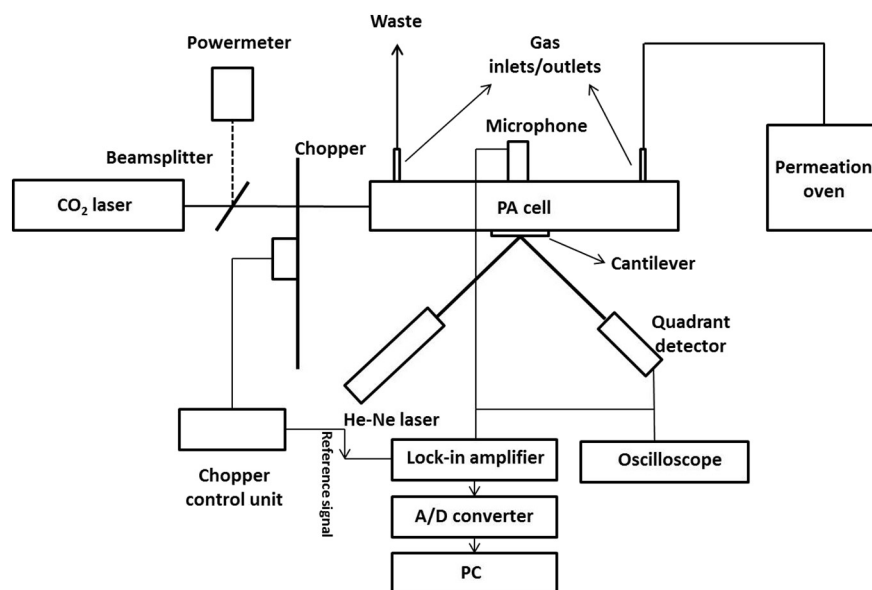 Waste
Powermeter
Gas
inlets/outlets
Microphone
Chopper
Beamsplitter
Permeation
oven
CO₂ laser
PA cell
Cantilever
Quadrant
detector
He-Ne laser
Reference signal
Lock-in amplifier
Oscilloscope
Chopper
control unit
A/D converter
PC